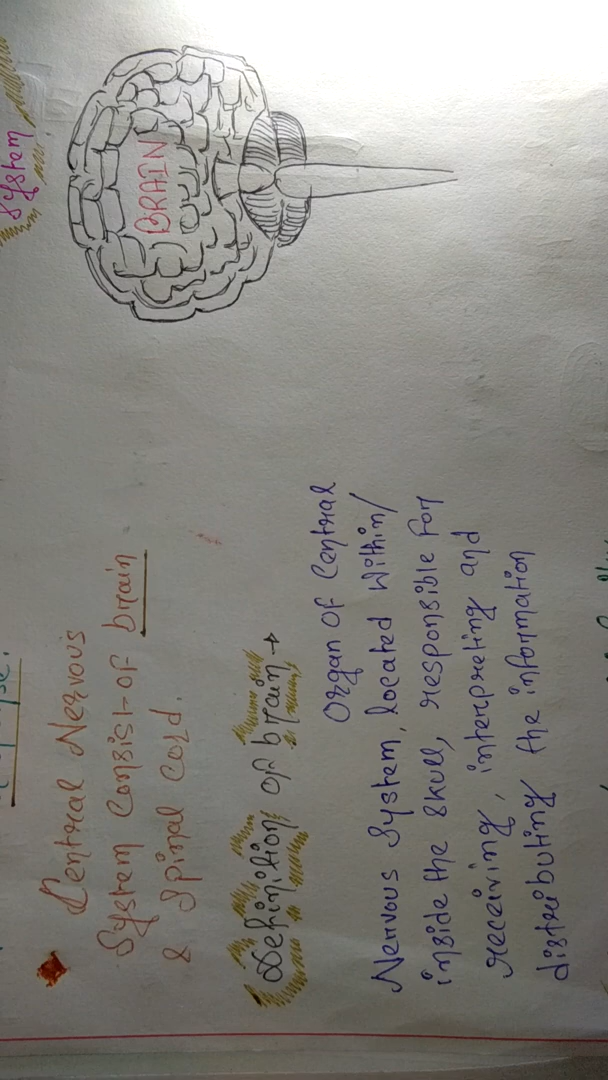 System
BRAIN
Central Nervous
System Consist of brain
& Spinal cord.
Definition of brain →
Organ of Central
Nervous System, located within/
inside the skull, responsible for
receiving, interpreting and
distributing the information